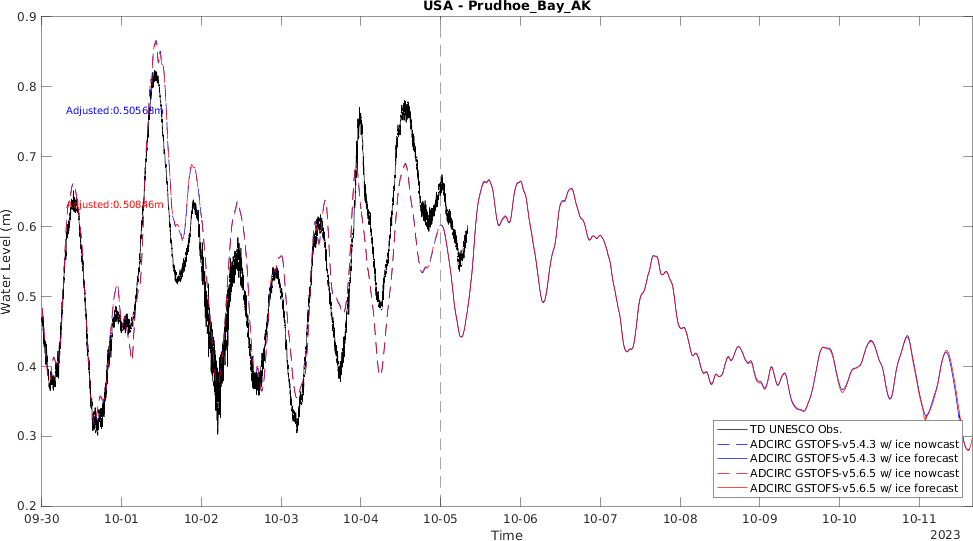 USA - Prudhoe_Bay_AK
0.9
0.8
0.7
0.6
0.5
0.4
0.3
0.2
Water Level (m)
Adjusted:0.50563m
Adjusted:0.50846m
TD UNESCO Obs.
ADCIRC GSTOFS-v5.4.3 w/ ice nowcast
ADCIRC GSTOFS-v5.4.3 w/ ice forecast
ADCIRC GSTOFS-v5.6.5 w/ ice nowcast
ADCIRC GSTOFS-v5.6.5 w/ ice forecast
09-30 10-01 10-02 10-03 10-04 10-05 10-06 10-07 10-08 10-09 10-10 10-11
Time
2023